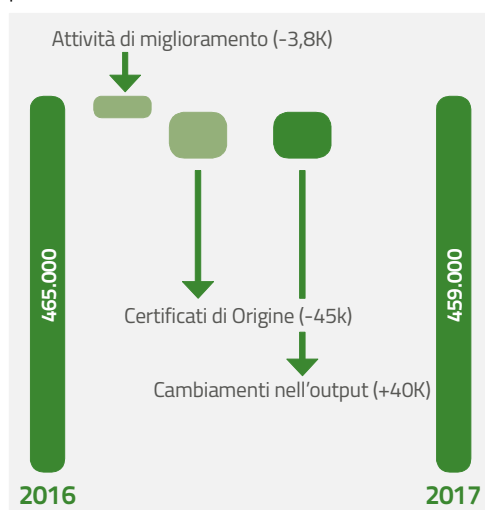 Attività di miglioramento (-3,8K)
465.000
459.000
Certificati di Origine (-45k)
Cambiamenti nell’output (+40K)
2016
2017